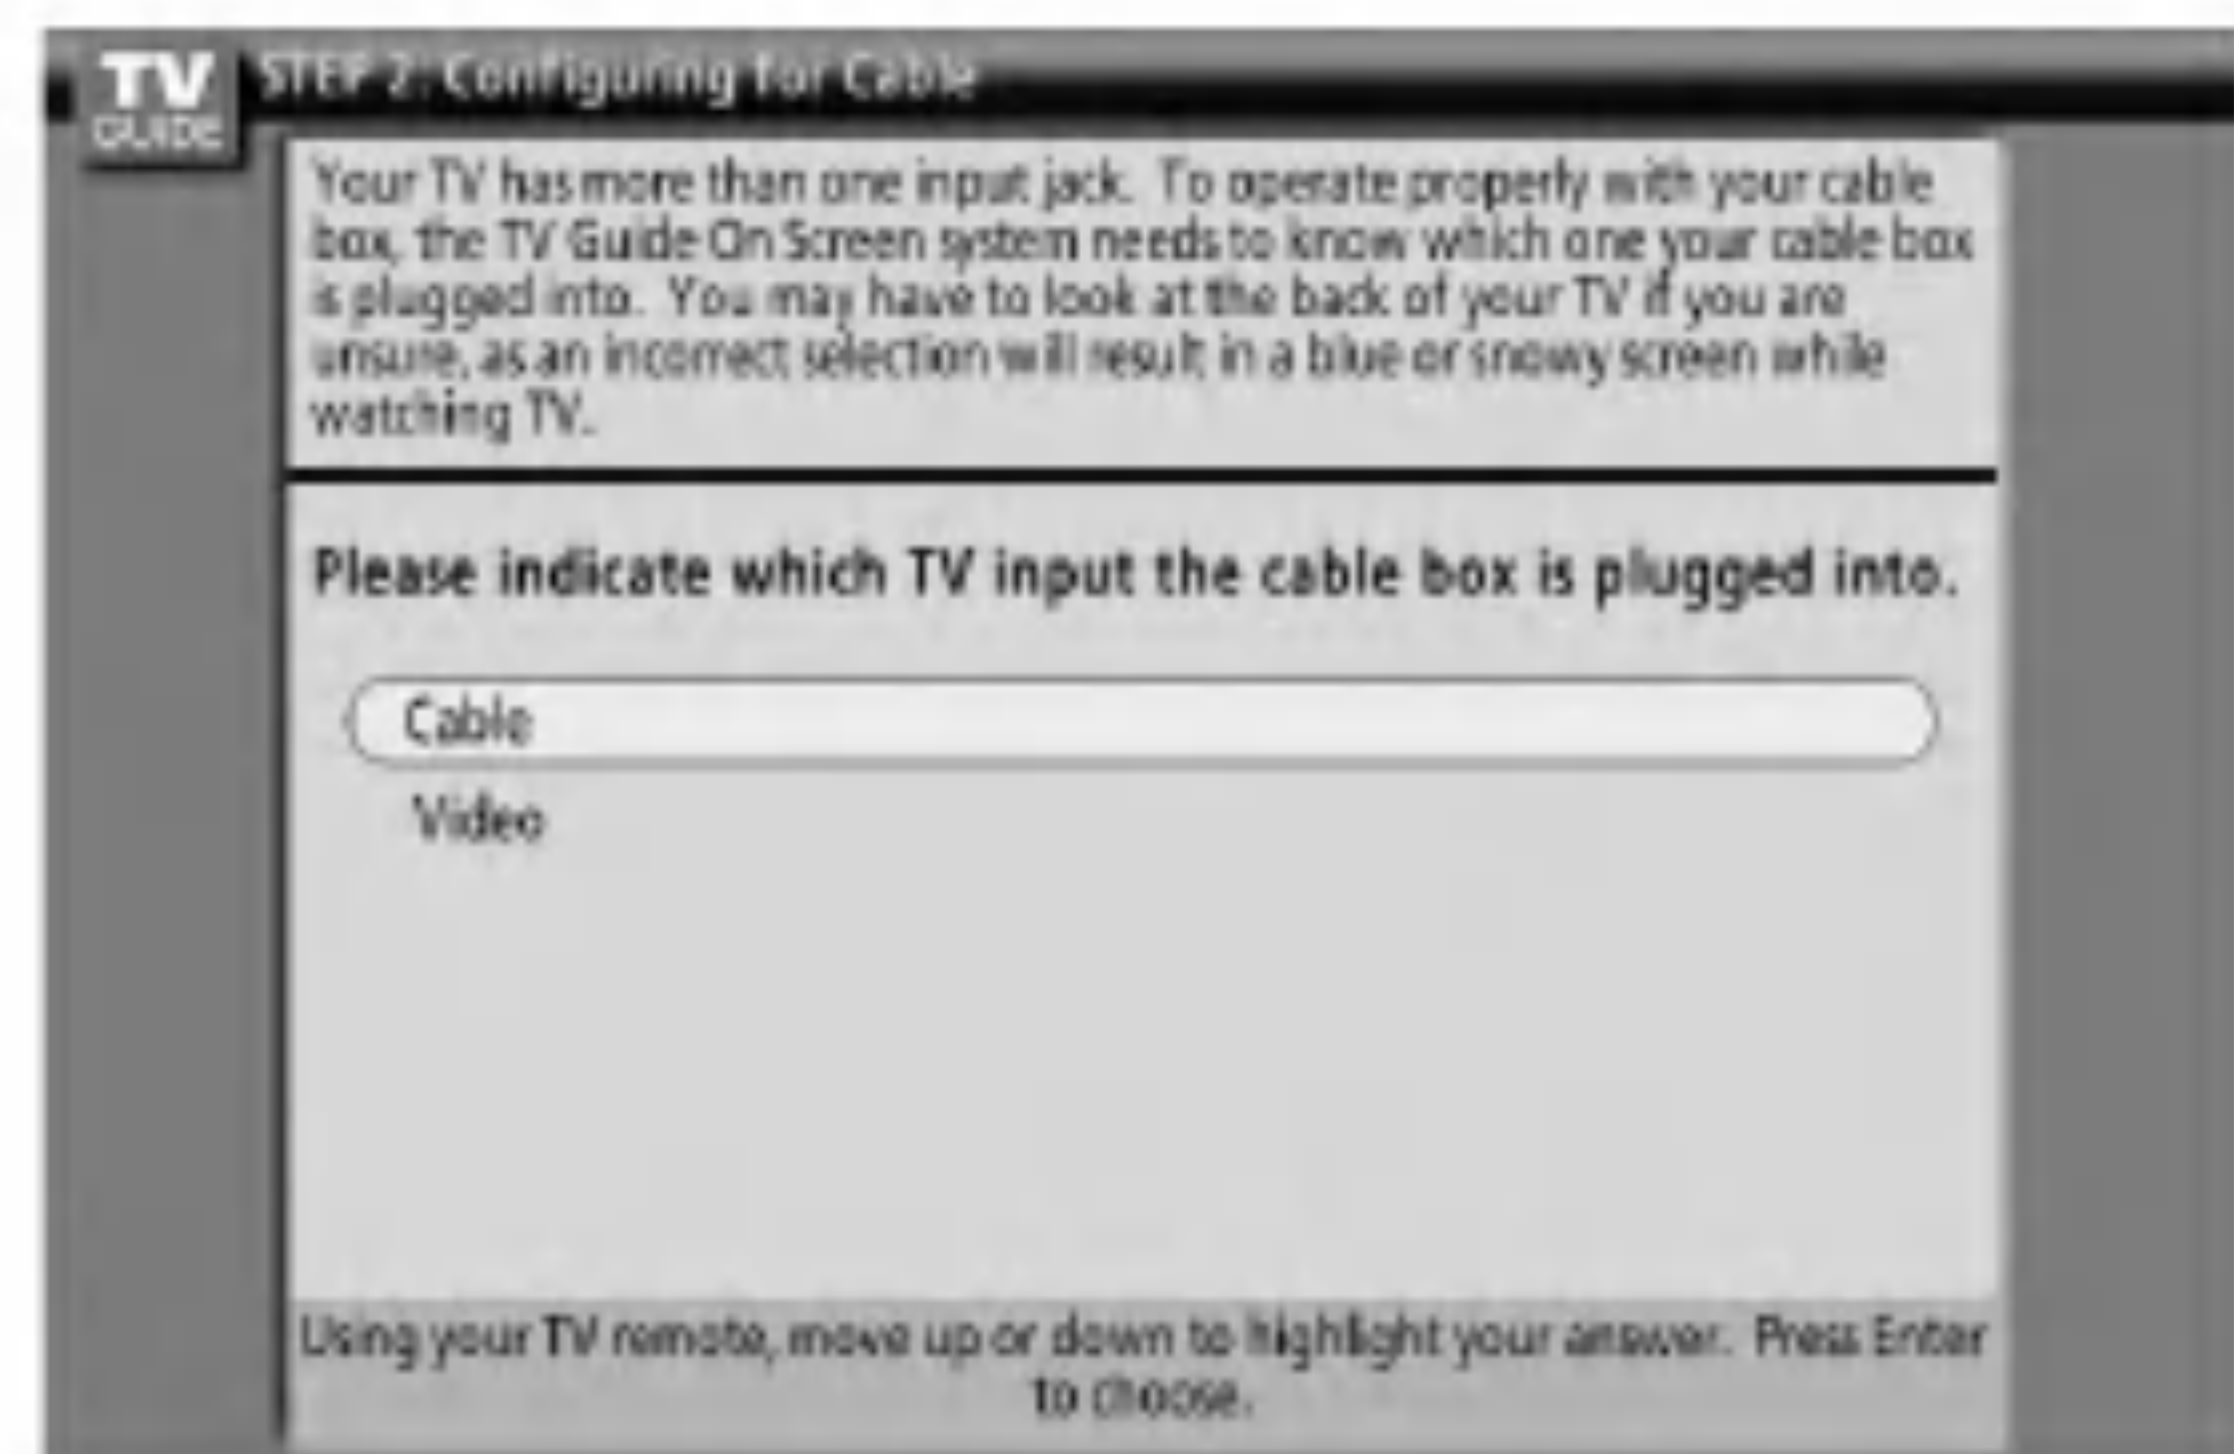 TV
GUIDE
STEP 2: Configuring for Cable
Your TV has more than one input jack. To operate properly with your cable
box, the TV Guide On Screen system needs to know which one your cable box
is plugged into. You may have to look at the back of your TV if you are
unsure, as an incorrect selection will result in a blue or snowy screen while
watching TV.
Please indicate which TV input the cable box is plugged into.
Cable
Video
Using your TV remote, move up or down to highlight your answer. Press Enter
to choose.